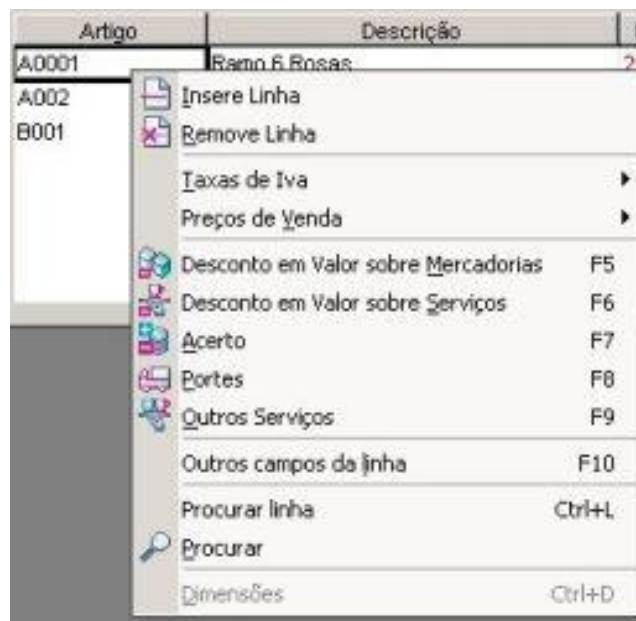 Artigo Descrição
A0001 Ramo 6 Rosas 2
A002
B001
Insere Linha
Remove Linha
Taxas de Iva
Preços de Venda
Desconto em Valor sobre Mercadorias F5
Desconto em Valor sobre Serviços F6
Acerto F7
Portes F8
Outros Serviços F9
Outros campos da linha F10
Procurar linha Ctrl+L
Procurar
Dimensões Ctrl+D